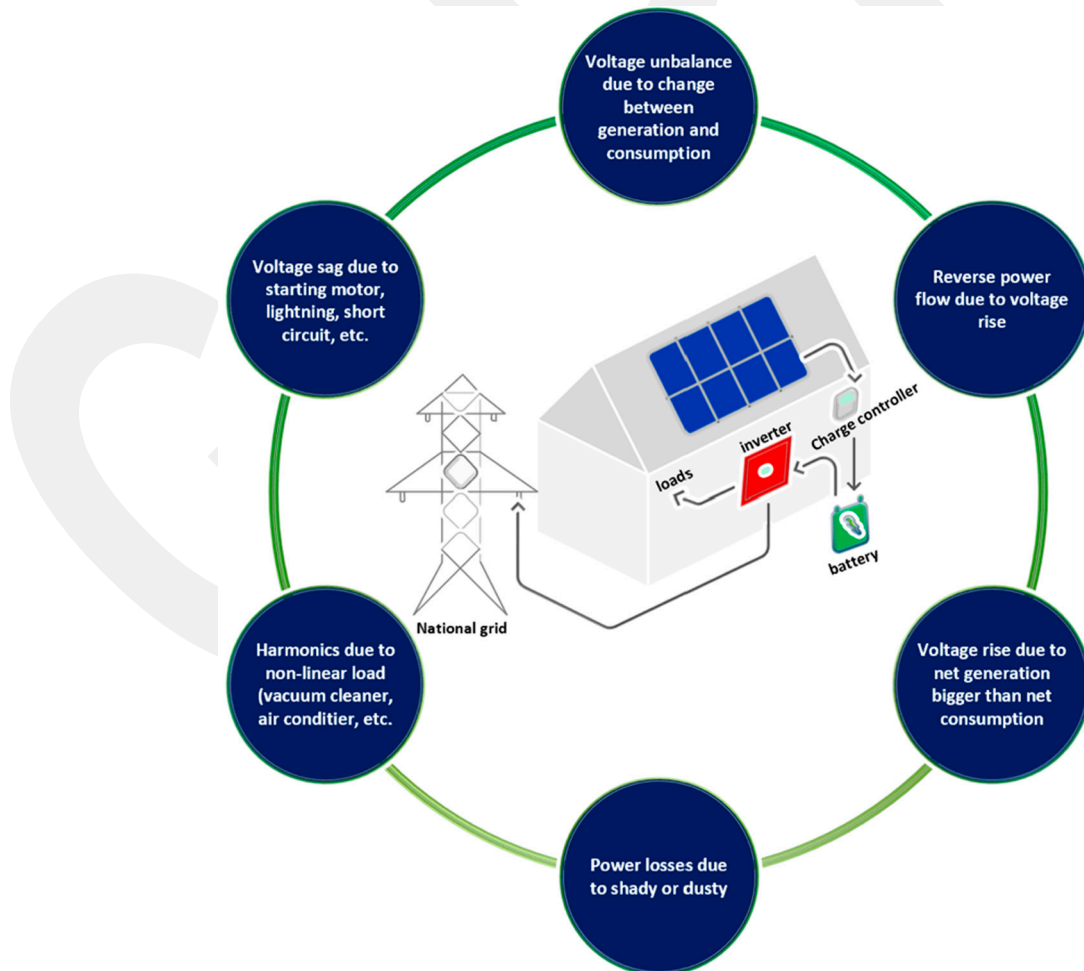 Voltage unbalance
due to change
between
generation and
consumption
Voltage sag due to
starting motor,
lightning, short
circuit, etc.
Reverse power
flow due to voltage
rise
Charge controller
inverter
loads
battery
National grid
Harmonics due to
non-linear load
(vacuum cleaner,
air conditier, etc.
Voltage rise due to
net generation
bigger than net
consumption
Power losses due
to shady or dusty